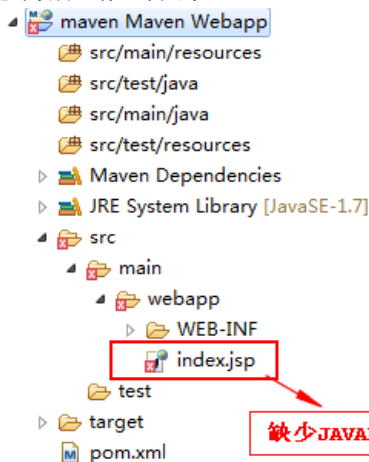 maven Maven Webapp
src/main/resources
src/test/java
src/main/java
src/test/resources
Maven Dependencies
JRE System Library [JavaSE-1.7]
src
main
webapp
WEB-INF
index.jsp
test
target
缺少JAVA
pom.xml